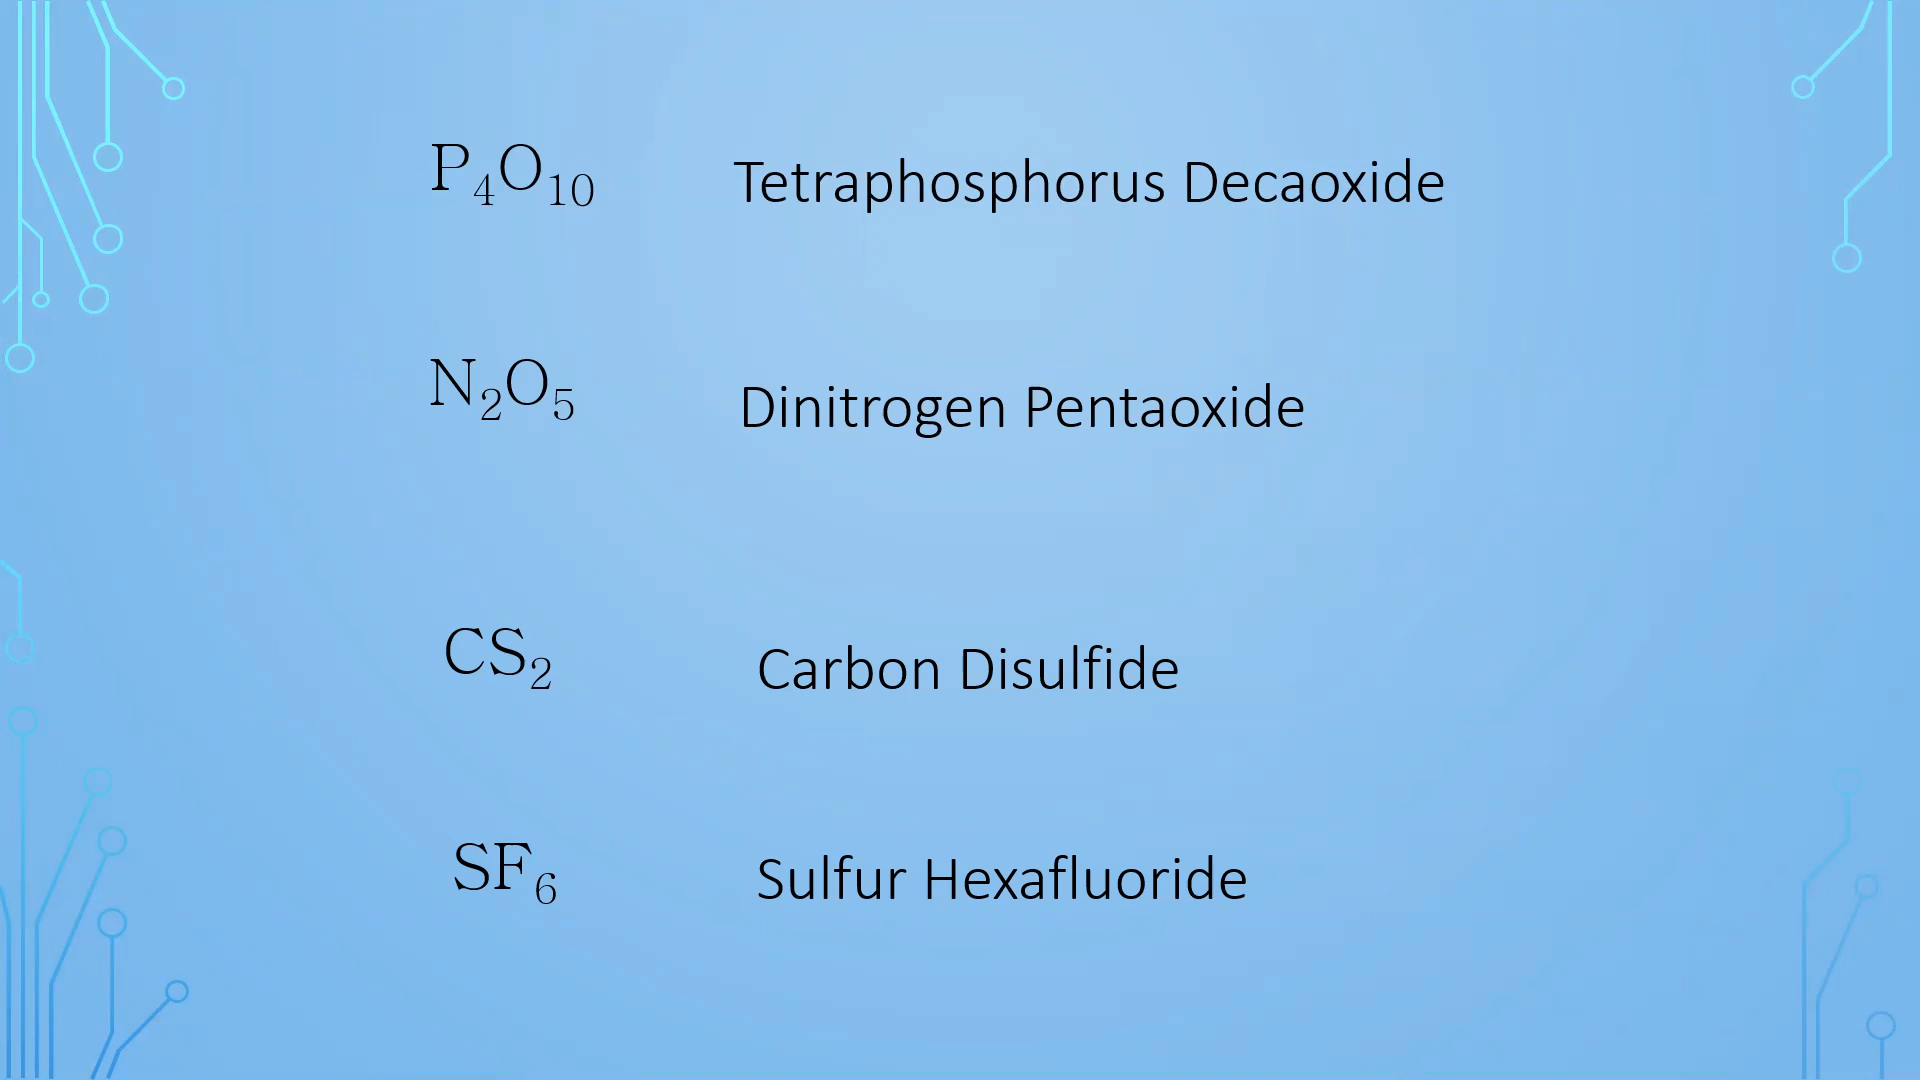 P₄O₁₀ Tetraphosphorus Decaoxide
N₂O₅ Dinitrogen Pentaoxide
CS₂ Carbon Disulfide
SF₆ Sulfur Hexafluoride